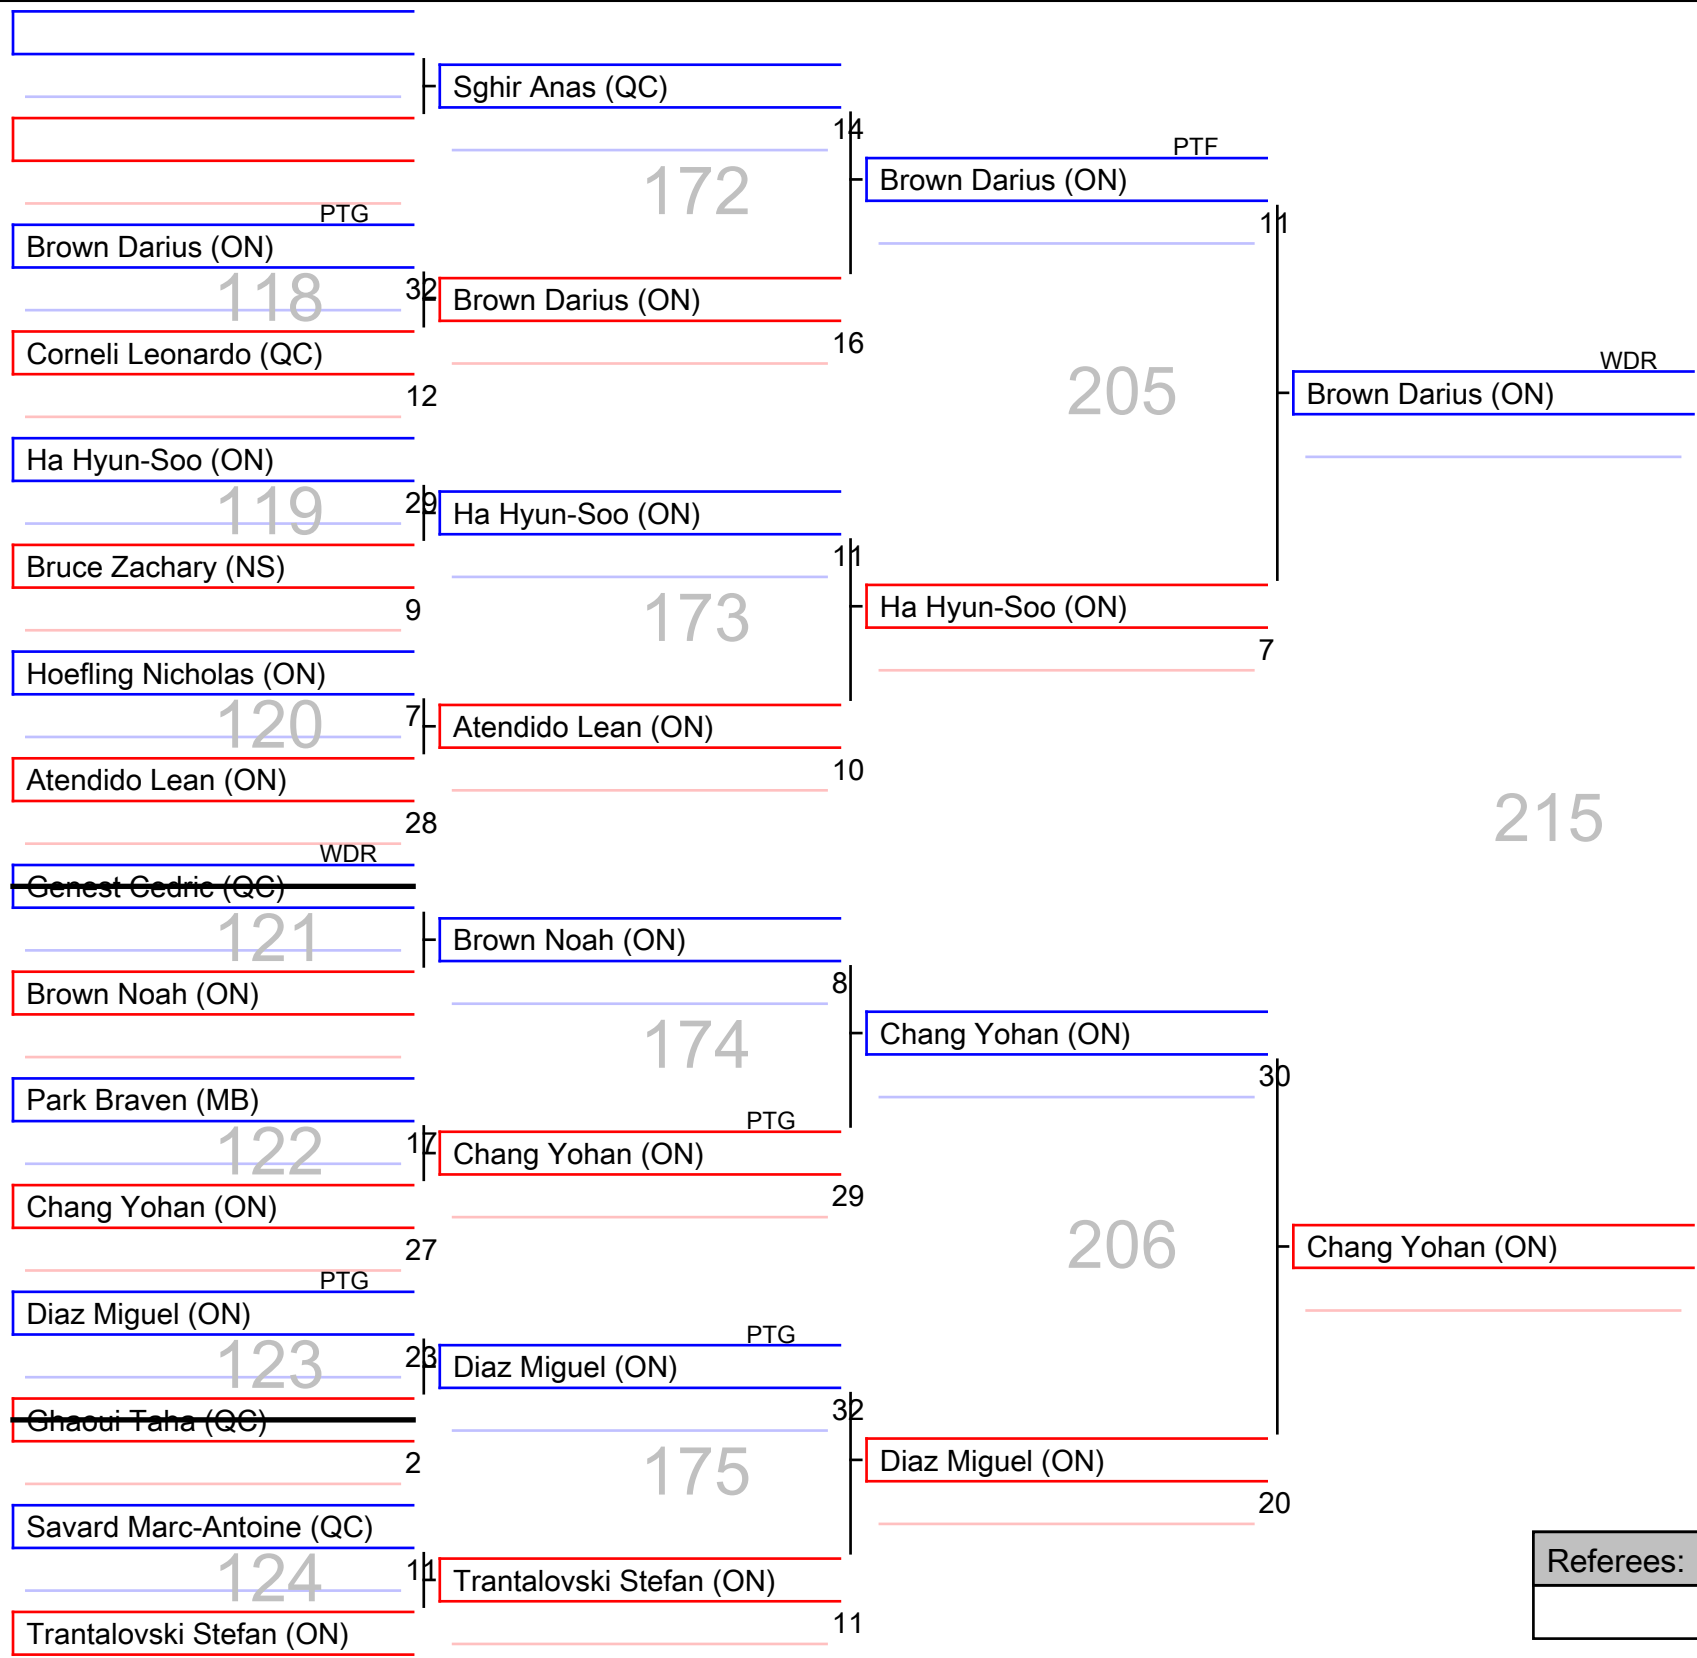 Sghir Anas (QC)
14
172
PTF
Brown Darius (ON)
PTG
11
Brown Darius (ON)
118
32
Brown Darius (ON)
Corneli Leonardo (QC)
16
WDR
205
Brown Darius (ON)
12
Ha Hyun-Soo (ON)
119
29
Ha Hyun-Soo (ON)
Bruce Zachary (NS)
11
9
173
Ha Hyun-Soo (ON)
7
Hoefling Nicholas (ON)
120
7
Atendido Lean (ON)
Atendido Lean (ON)
10
28
215
WDR
Genest Cedric (QC)
121
Brown Noah (ON)
Brown Noah (ON)
8
174
Chang Yohan (ON)
30
Park Braven (MB)
PTG
122
17
Chang Yohan (ON)
Chang Yohan (ON)
29
27
206
Chang Yohan (ON)
PTG
Diaz Miguel (ON)
PTG
123
23
Diaz Miguel (ON)
Ghaoui Taha (QC)
32
2
175
Diaz Miguel (ON)
20
Savard Marc-Antoine (QC)
124
11
Trantalovski Stefan (ON)
Referees:
Trantalovski Stefan (ON)
11